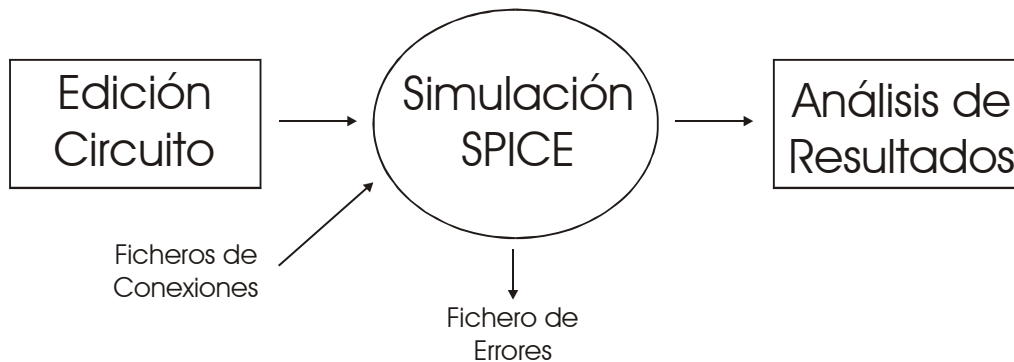 Edición
Circuito
Simulación
SPICE
Análisis de
Resultados
Ficheros de
Conexiones
Fichero de
Errores